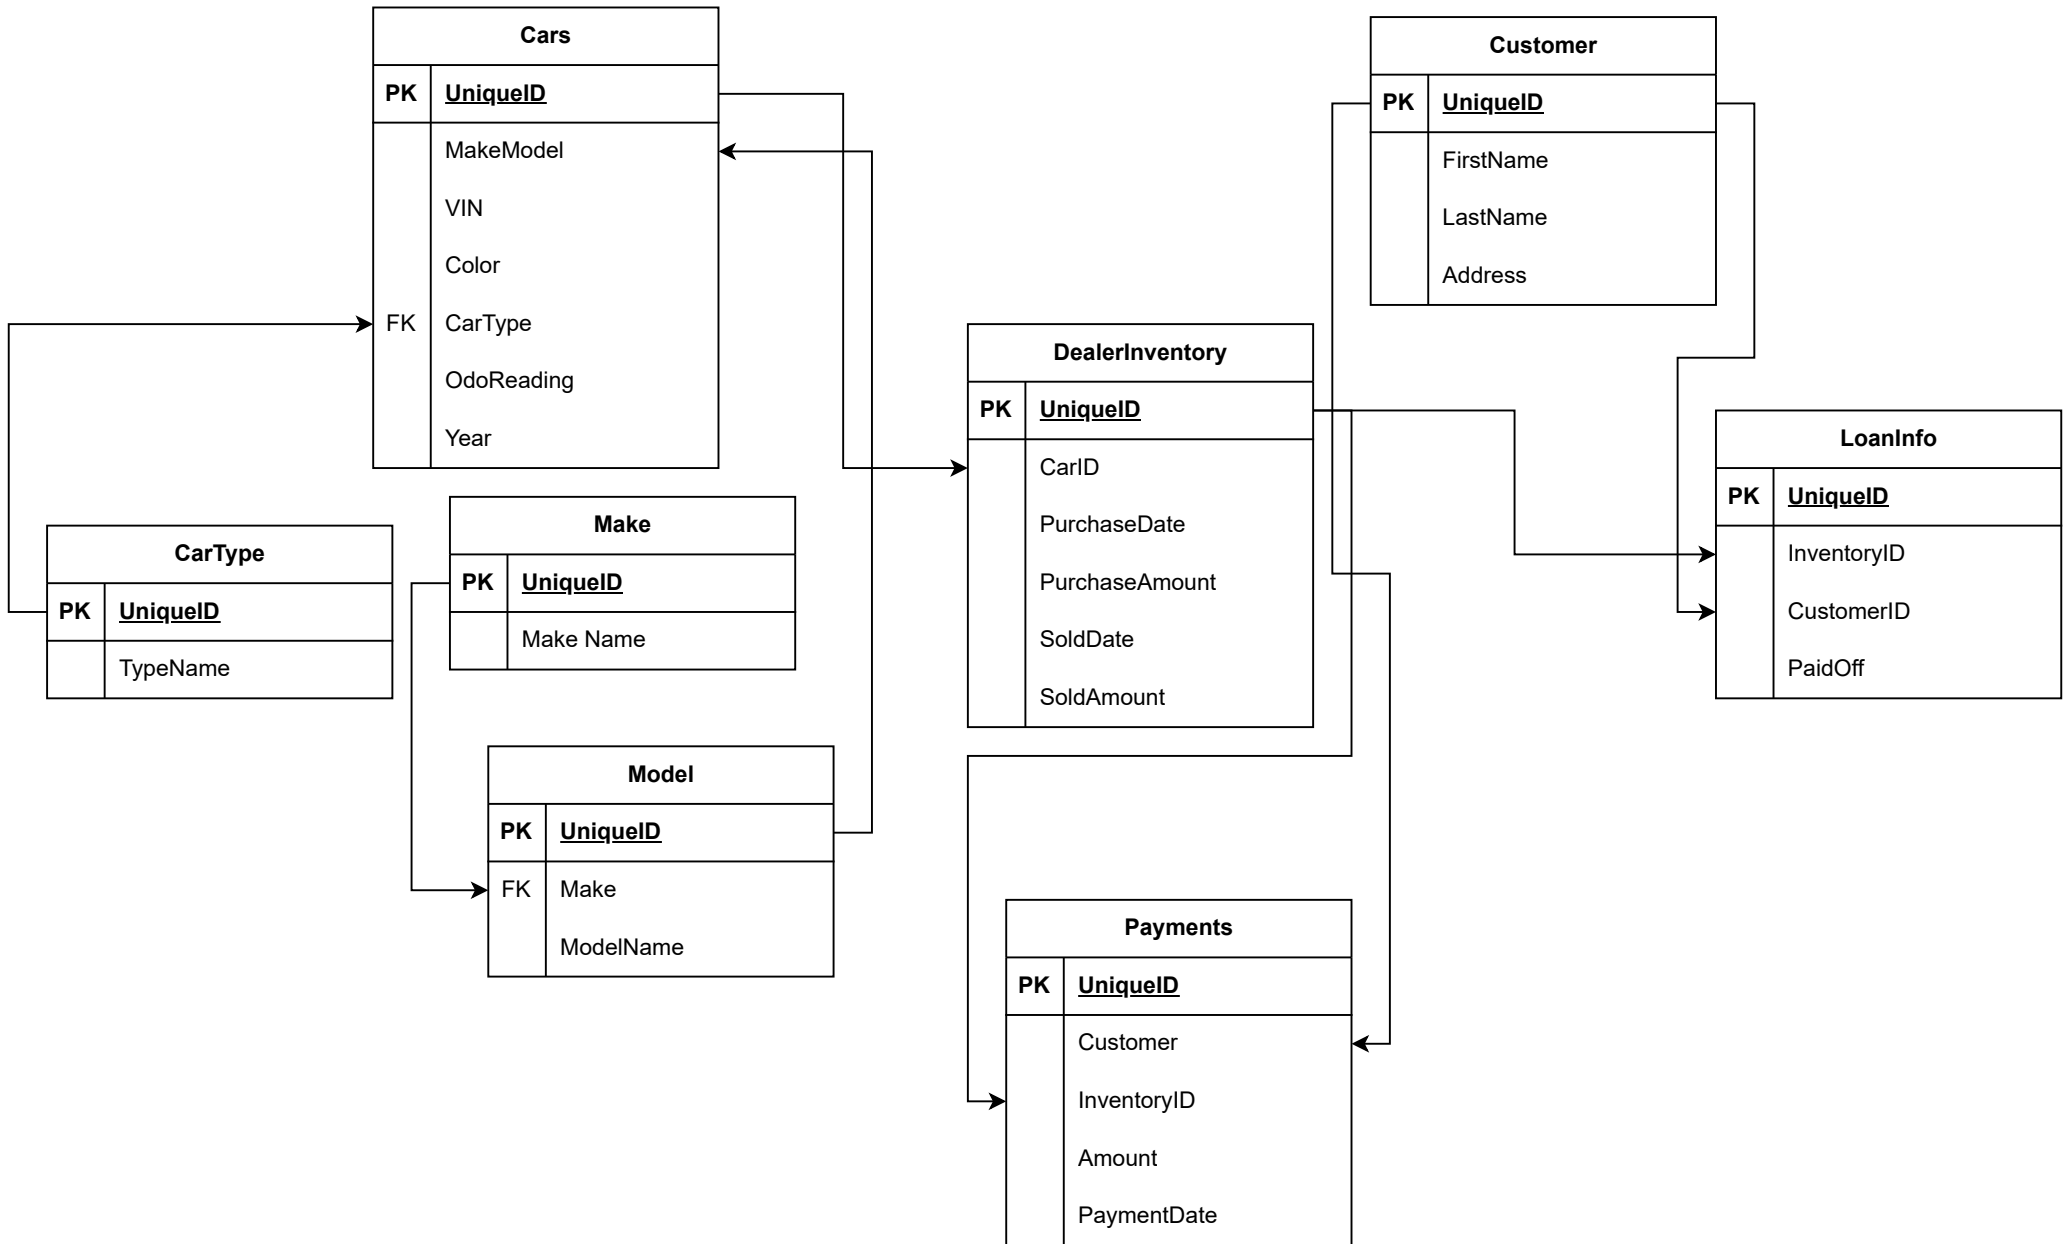 Cars
PK UniqueID
MakeModel
VIN
Color
FK CarType
OdoReading
Year
Customer
PK UniqueID
FirstName
LastName
Address
DealerInventory
PK UniqueID
CarID
PurchaseDate
PurchaseAmount
SoldDate
SoldAmount
LoanInfo
PK UniqueID
InventoryID
CustomerID
PaidOff
CarType
PK UniqueID
TypeName
Make
PK UniqueID
Make Name
Model
PK UniqueID
FK Make
ModelName
Payments
PK UniqueID
Customer
InventoryID
Amount
PaymentDate